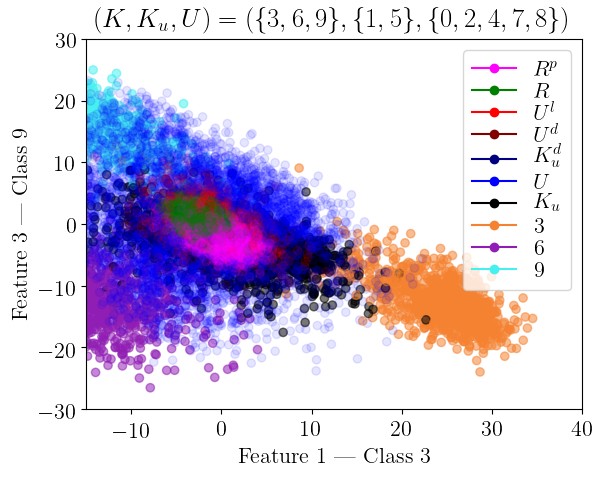 (K, K_u, U) = ({3, 6, 9}, {1, 5}, {0, 2, 4, 7, 8})
30
20
10
0
−10
−20
−30
−10
0
10
20
30
40
Feature 3 — Class 9
Feature 1 — Class 3
R^p
R
U^l
U^d
K_u^d
U
K_u
3
6
9